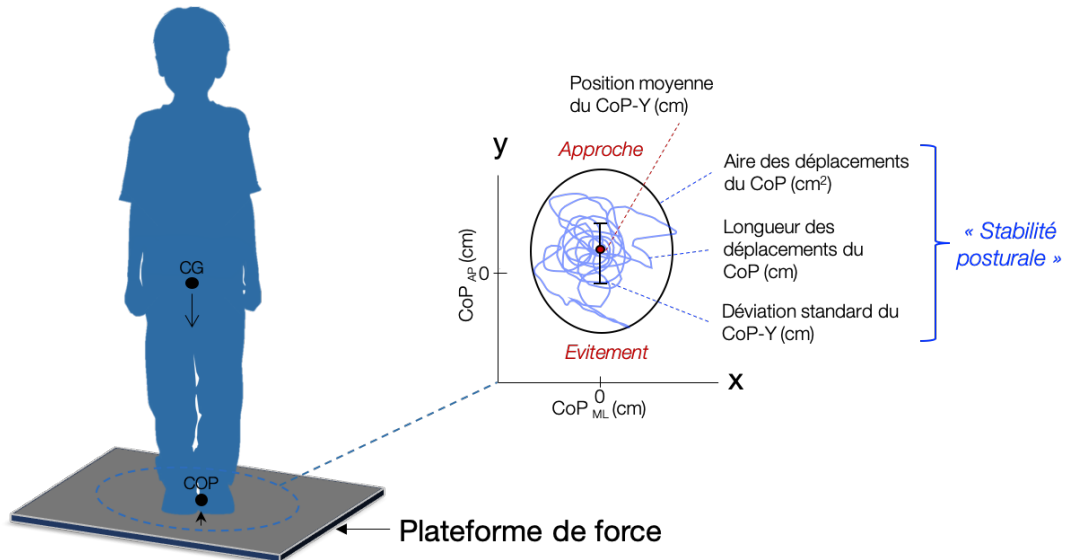 Position moyenne
du CoP-Y (cm)
y
Approche
Aire des déplacements
du CoP (cm²)
Longueur des
déplacements du
CoP (cm)
« Stabilité
posturale »
CG
CoP AP (cm)
0
Déviation standard du
CoP-Y (cm)
Evitement
x
0
CoP ML (cm)
COP
Plateforme de force